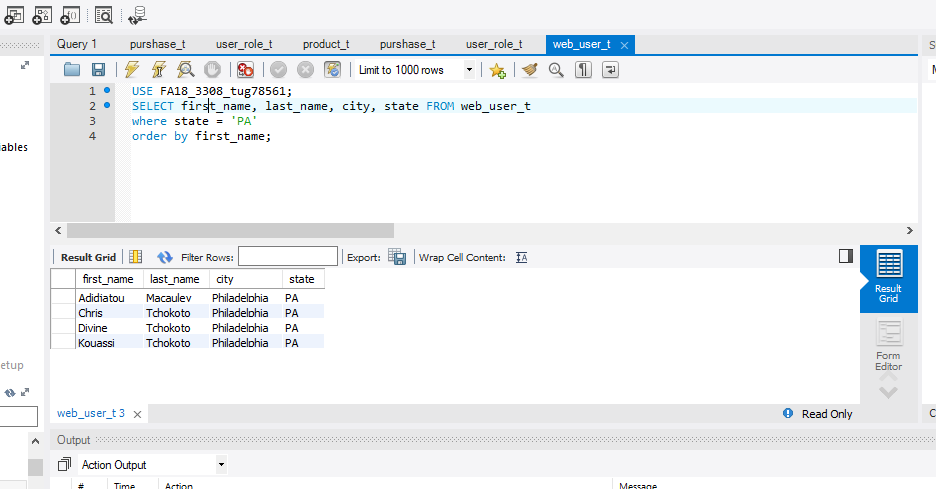 Query 1 purshase_t user_role_t product_t purshase_t user_role_t web_user_t
Limit to 1000 rows
1 USE FA18_3308_tug78561;
2 SELECT first_name, last_name, city, state FROM web_user_t
3 where state = 'PA'
4 order by first_name;
ables
Result Grid Filter Rows: Export: Wrap Cell Content:
first_name last_name city state
Adidiatou Macauley Philadelphia PA
Chris Tchokoto Philadelphia PA
Divine Tchokoto Philadelphia PA
Kouassi Tchokoto Philadelphia PA
Result
Grid
Form
Editor
etup
web_user_t 3 Read Only
Output
Action Output
# Time Action Message